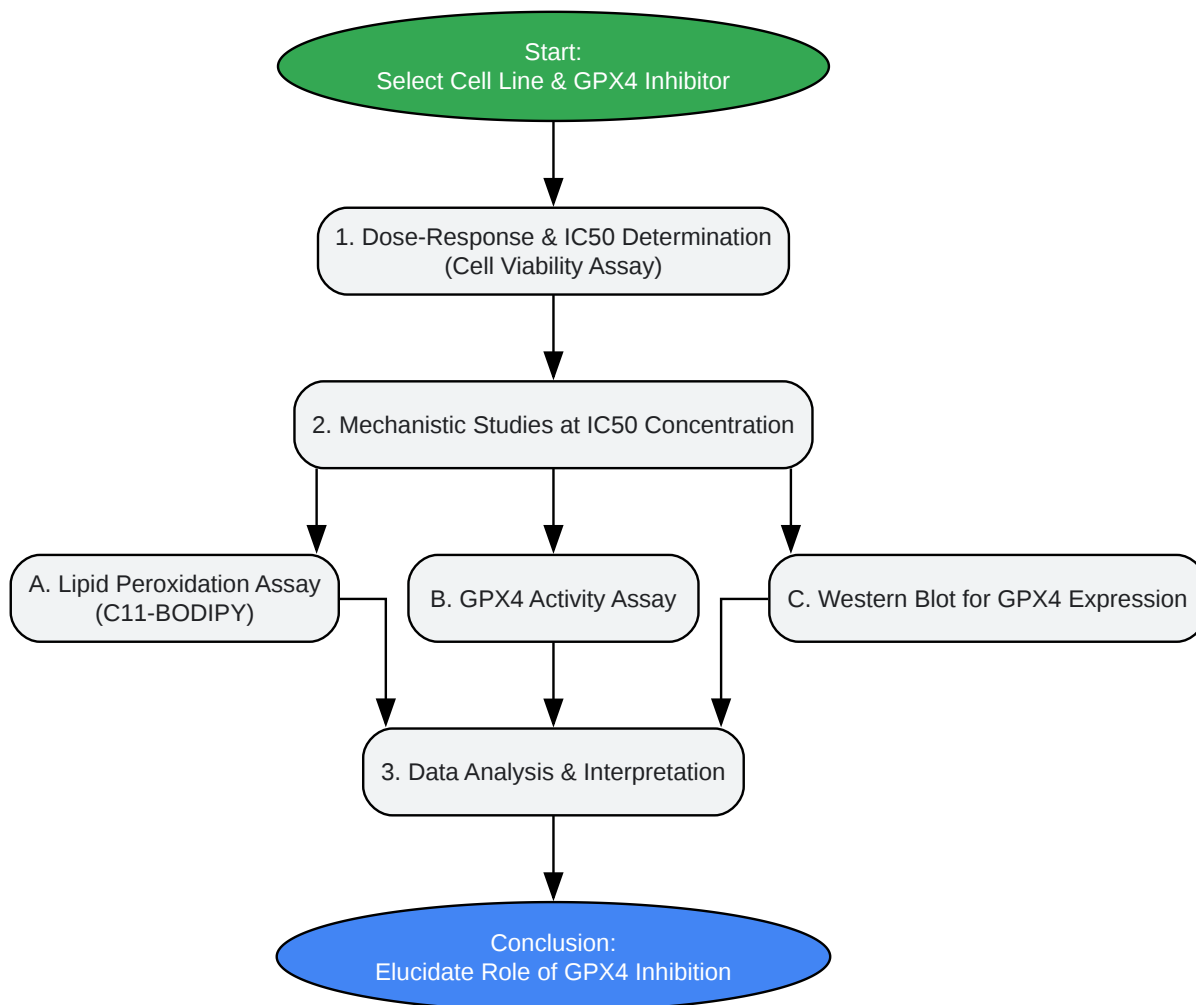 Start:
Select Cell Line & GPX4 Inhibitor
1. Dose-Response & IC50 Determination
(Cell Viability Assay)
2. Mechanistic Studies at IC50 Concentration
A. Lipid Peroxidation Assay
(C11-BODIPY)
B. GPX4 Activity Assay
C. Western Blot for GPX4 Expression
3. Data Analysis & Interpretation
Conclusion:
Elucidate Role of GPX4 Inhibition